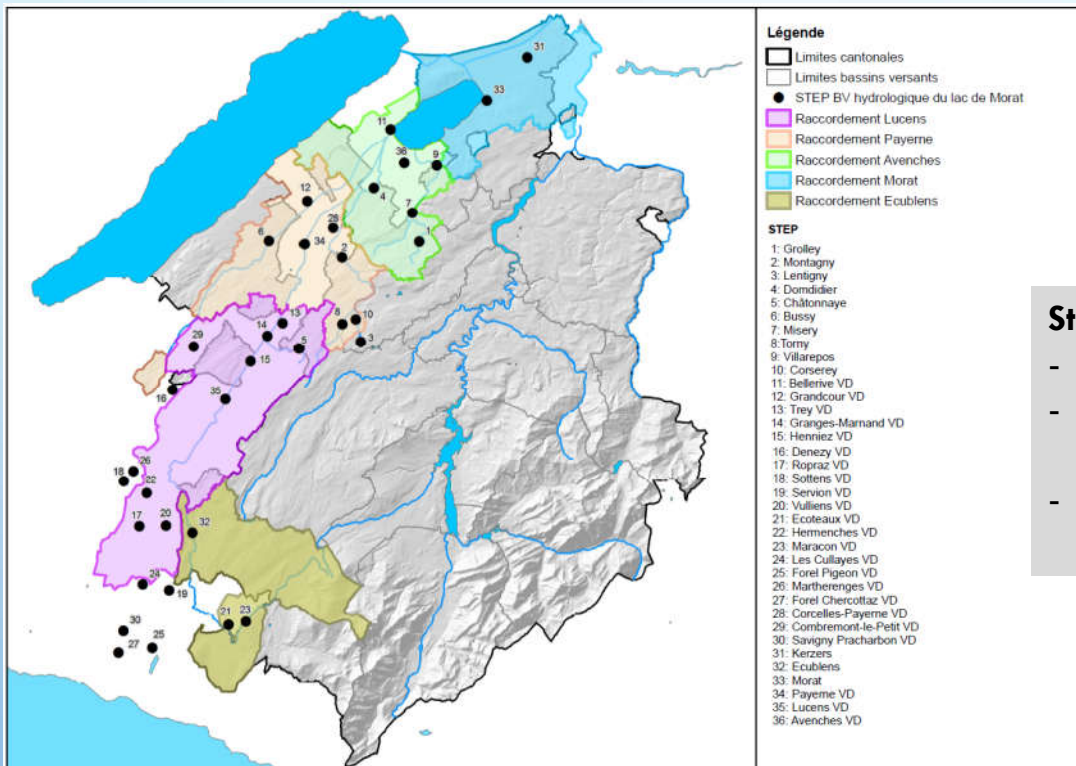 31
33
11
36
9
4
7
12
1
28
6
34
2
13
8
10
14
3
29
5
15
16
35
26
18
22
17
20
32
24
19
21
23
30
27
25
Légende
Limites cantonales
Limites bassins versants
STEP BV hydrologique du lac de Morat
Raccordement Lucens
Raccordement Payerne
Raccordement Avenches
Raccordement Morat
Raccordement Ecublens
STEP
1: Grolley
2: Montagny
3: Lentigny
4: Domdidier
5: Châtonnaye
6: Bussy
7: Misery
8:Torny
9: Villarepos
10: Corserey
11: Bellerive VD
12: Grandcour VD
13: Trey VD
14: Granges-Marnand VD
15: Henniez VD
16: Denezy VD
17: Ropraz VD
18: Sottens VD
19: Servion VD
20: Vulliens VD
21: Ecoteaux VD
22: Hermenches VD
23: Maracon VD
24: Les Cullayes VD
25: Forel Pigeon VD
26: Martherenges VD
27: Forel Chercottaz VD
28: Corcelles-Payerne VD
29: Combremont-le-Petit VD
30: Savigny Pracharbon VD
31: Kerzers
32: Ecublens
33: Morat
34: Payerne VD
35: Lucens VD
36: Avenches VD
St
-
-
-